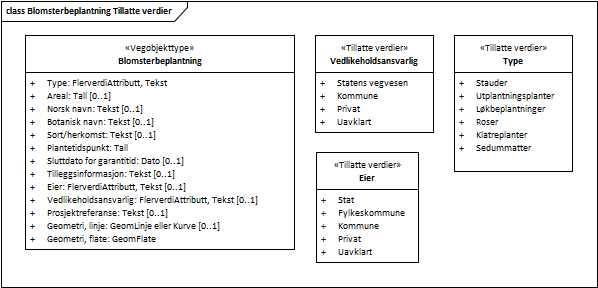 class Blomsterbeplantning Tillatte verdier
«Vegobjekttype»
Blomsterbeplantning
+ Type: FlerverdiAttributt, Tekst
+ Areal: Tall [0..1]
+ Norsk navn: Tekst [0..1]
+ Botanisk navn: Tekst [0..1]
+ Sort/herkomst: Tekst [0..1]
+ Plantetidspunkt: Tall
+ Sluttdato for garantitid: Dato [0..1]
+ Tilleggsinformasjon: Tekst [0..1]
+ Eier: FlerverdiAttributt, Tekst [0..1]
+ Vedlikeholdsansvarlig: FlerverdiAttributt, Tekst [0..1]
+ Prosjektreferanse: Tekst [0..1]
+ Geometri, linje: GeomLinje eller Kurve [0..1]
+ Geometri, flate: GeomFlate
«Tillatte verdier»
Vedlikeholdsansvarlig
+ Statens vegvesen
+ Kommune
+ Privat
+ Uavklart
«Tillatte verdier»
Eier
+ Stat
+ Fylkeskommune
+ Kommune
+ Privat
+ Uavklart
«Tillatte verdier»
Type
+ Stauder
+ Utplantningsplanter
+ Løkbeplantninger
+ Roser
+ Klatreplanter
+ Sedummatter